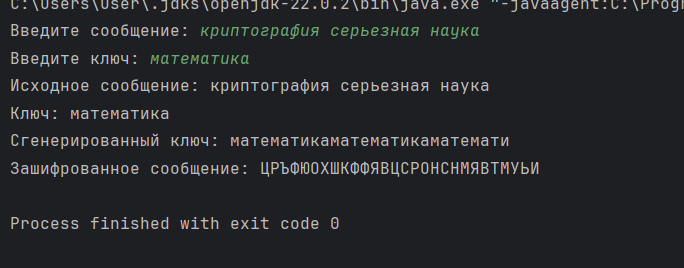 C:\Users\User\.jdks\openjdk-22.0.2\bin\java.exe "-javaagent:C:\Progr
Введите сообщение: криптография серьезная наука
Введите ключ: математика
Исходное сообщение: криптография серьезная наука
Ключ: математика
Сгенерированный ключ: математикаматематикаматемати
Зашифрованное сообщение: ЦРЪФЮОХШКФФЯВЦСРОНСНМЯВТМУЬИ
Process finished with exit code 0